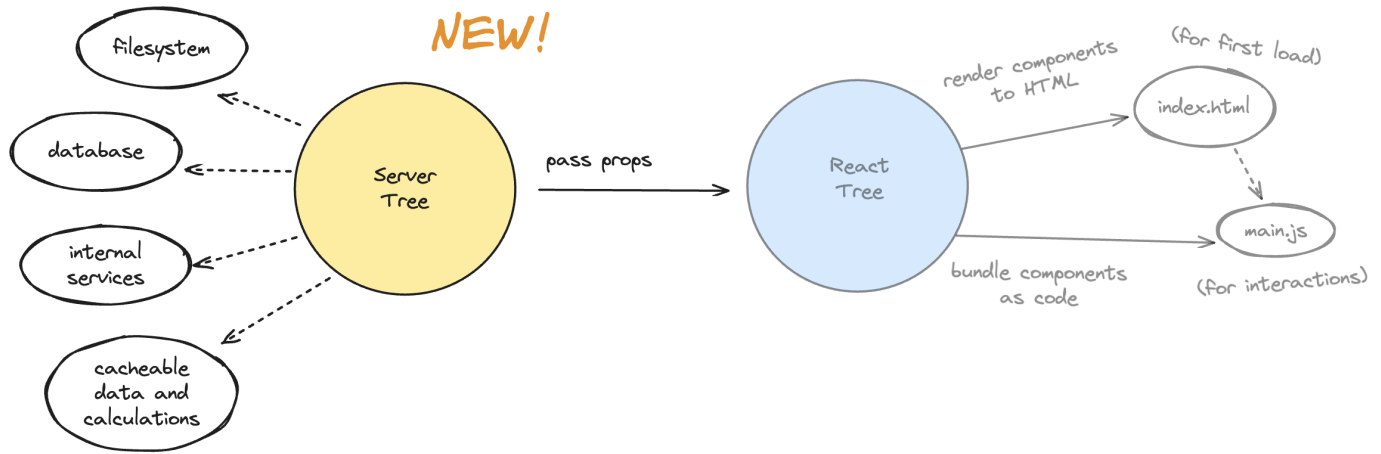 NEW!
filesystem
database
internal
services
cacheable
data and
calculations
Server
Tree
pass props
React
Tree
render components
to HTML
(for first load)
index.html
main.js
(for interactions)
bundle components
as code